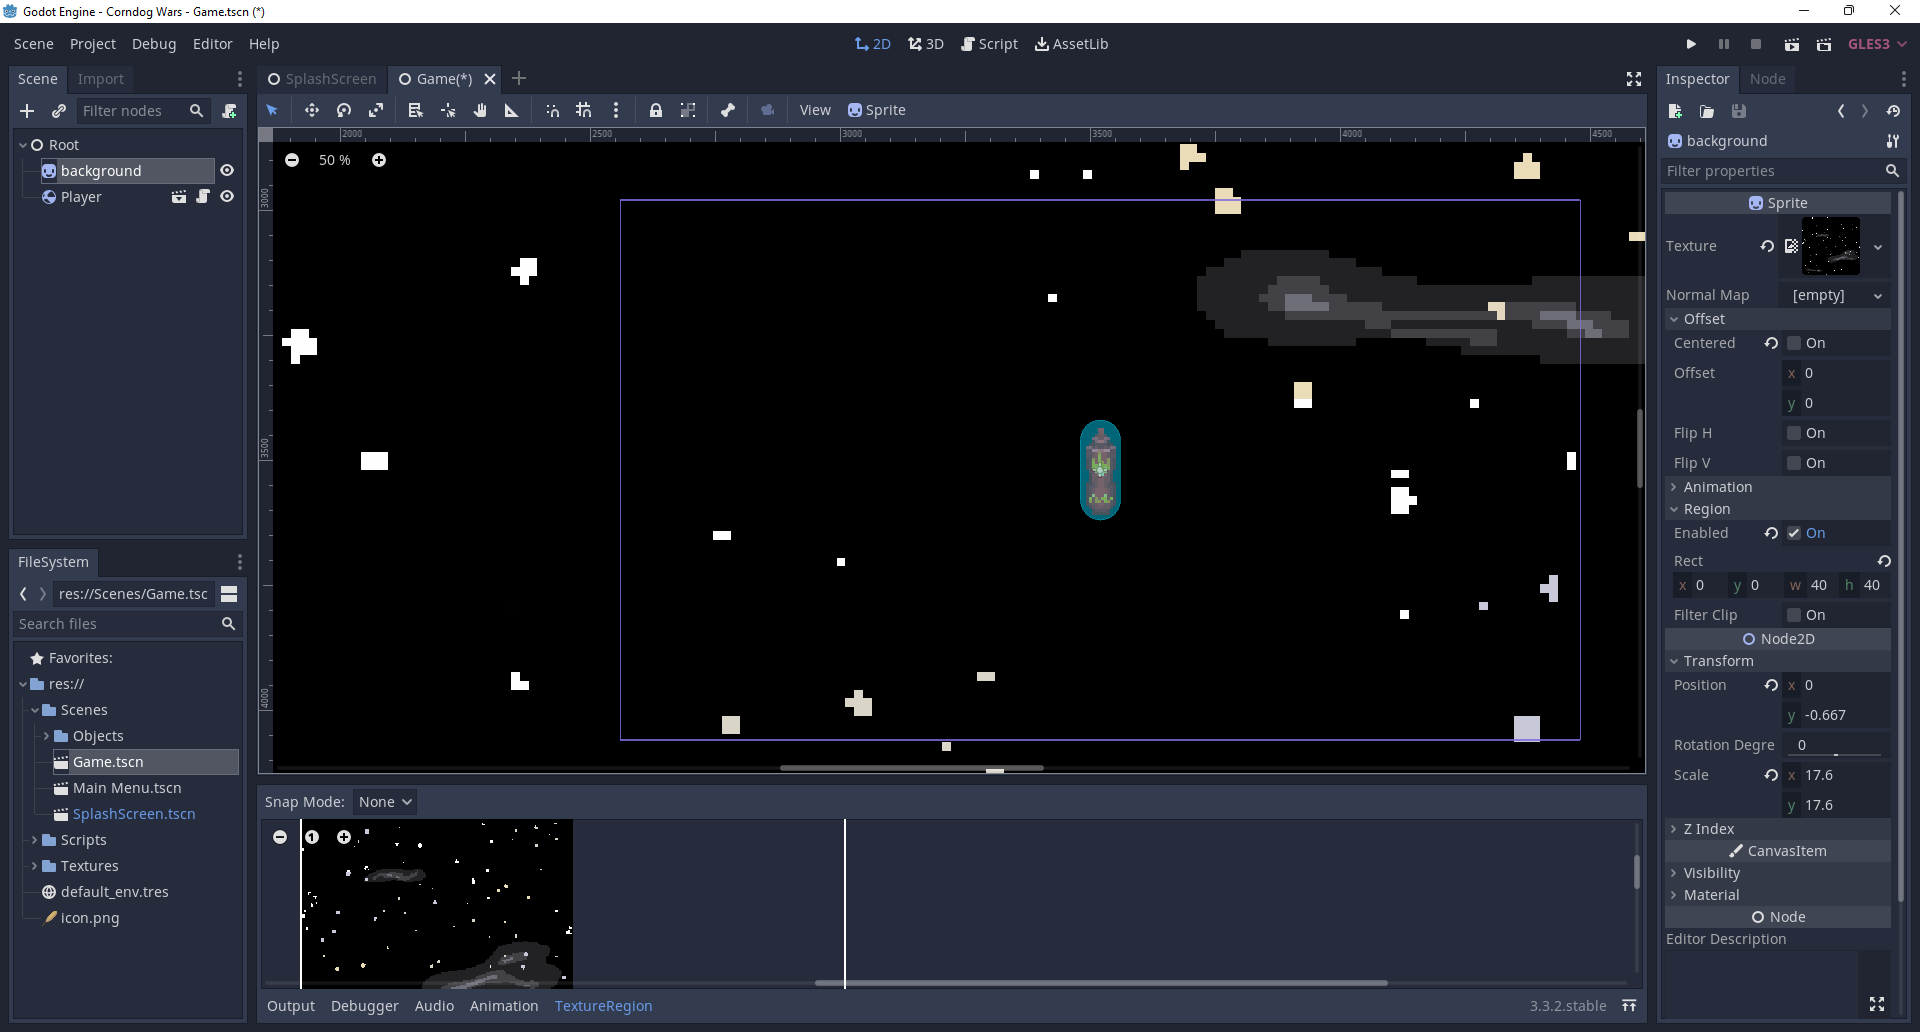 Godot Engine - Corndog Wars - Game.tscn (*)
Scene Project Debug Editor Help
2D 3D Script AssetLib
GLES3
Scene Import
Filter nodes
Root
background
Player
SplashScreen Game(*)
View Sprite
2000 2500 3000 3500 4000 4500
50 %
3000
3500
4000
FileSystem
res://Scenes/Game.tsc
Search files
Favorites:
res://
Scenes
Objects
Game.tscn
Main Menu.tscn
SplashScreen.tscn
Scripts
Textures
default_env.tres
icon.png
Snap Mode: None
1
Output Debugger Audio Animation TextureRegion
3.3.2.stable
Inspector Node
background
Filter properties
Sprite
Texture
Normal Map [empty]
Offset
Centered On
Offset x 0
y 0
Flip H On
Flip V On
Animation
Region
Enabled On
Rect
x 0 y 0 w 40 h 40
Filter Clip On
Node2D
Transform
Position x 0
y -0.667
Rotation Degre 0
Scale x 17.6
y 17.6
Z Index
CanvasItem
Visibility
Material
Node
Editor Description